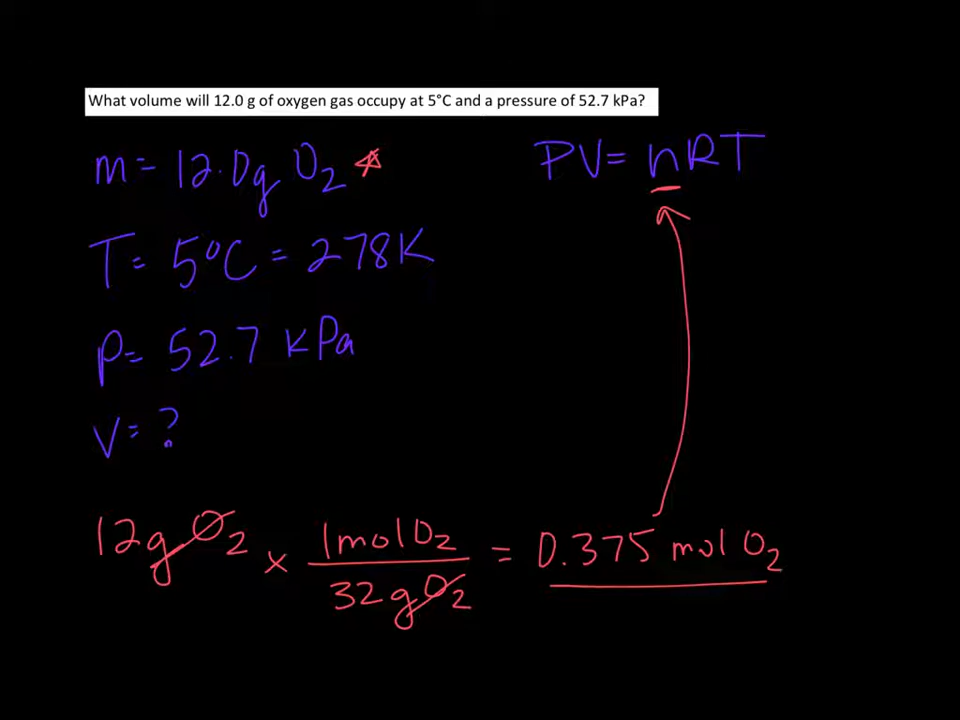 What volume will 12.0 g of oxygen gas occupy at 5°C and a pressure of 52.7 kPa?
m = 12.0g O₂ *
PV = nRT
T = 5°C = 278K
P = 52.7 kPa
V = ?
12g O₂ x 1mol O₂ / 32g O₂ = 0.375 mol O₂